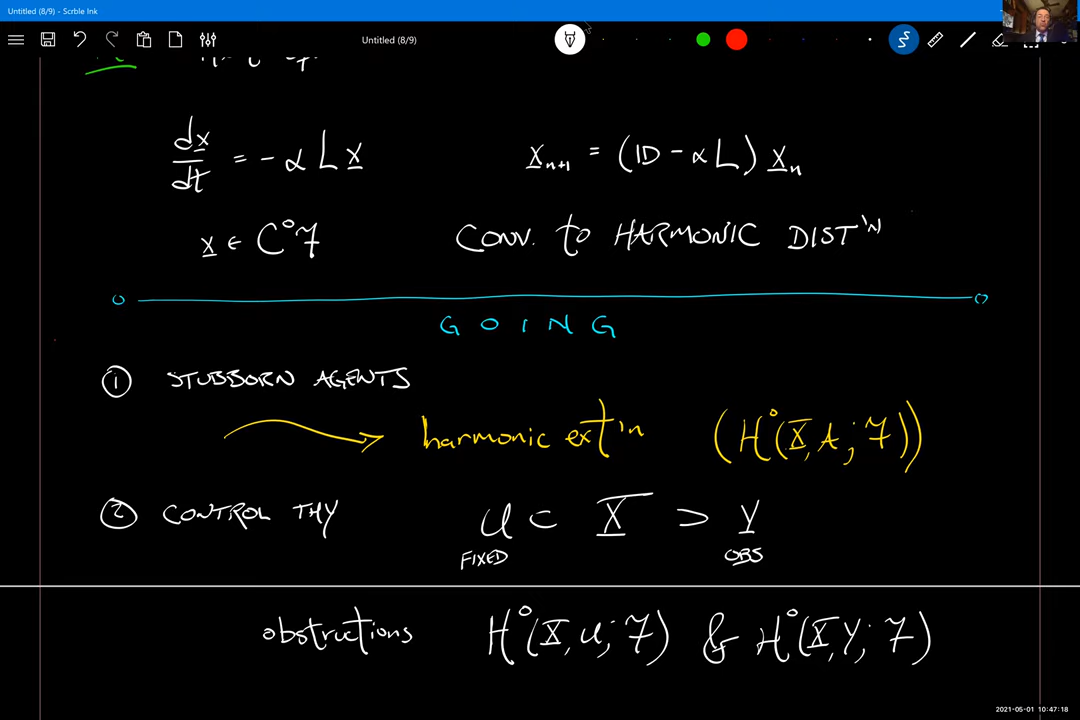 Untitled (8/9) - Scrble Ink
Untitled (8/9)
dx/dt = -α L x    x_{n+1} = (ID - α L) x_n
x ∈ C⁰F    CONV. to HARMONIC DIST'N
GOING
① STUBBORN AGENTS
harmonic ext'n (H⁰(X, A; F))
② CONTROL THY    U ⊂ X ⊃ Y
FIXED    OBS
obstructions    H⁰(X, U; F) & H⁰(X, Y; F)
2021-05-01 10:47:18